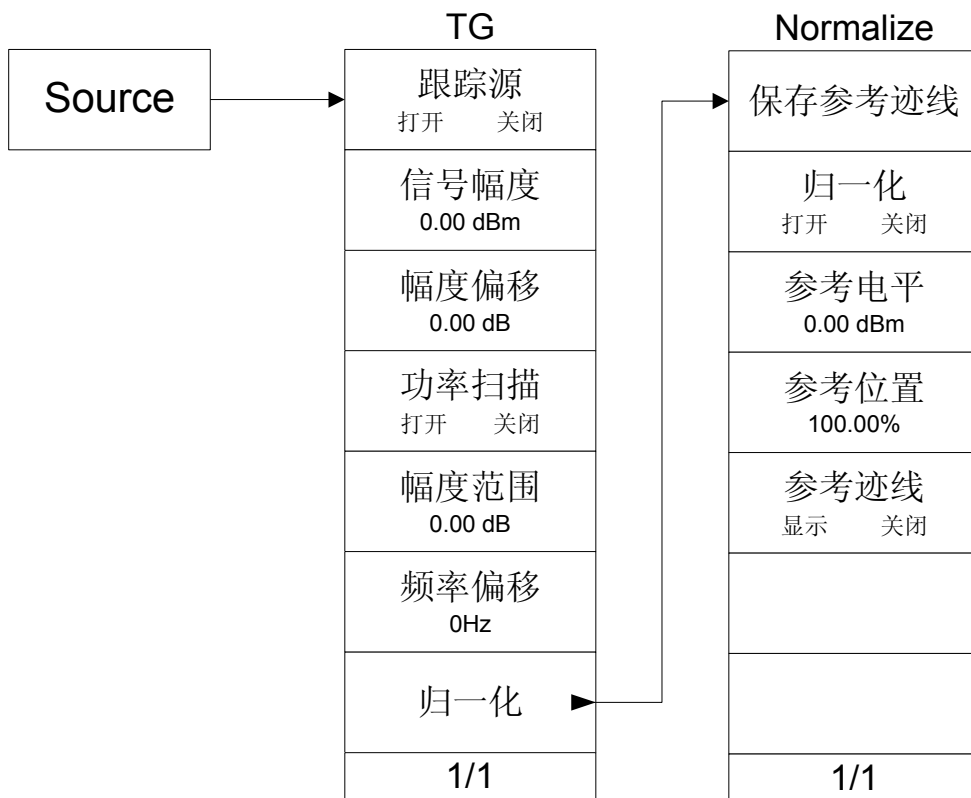 Source
TG
跟踪源
打开 关闭
信号幅度
0.00 dBm
幅度偏移
0.00 dB
功率扫描
打开 关闭
幅度范围
0.00 dB
频率偏移
0Hz
归一化
1/1
Normalize
保存参考迹线
归一化
打开 关闭
参考电平
0.00 dBm
参考位置
100.00%
参考迹线
显示 关闭
1/1